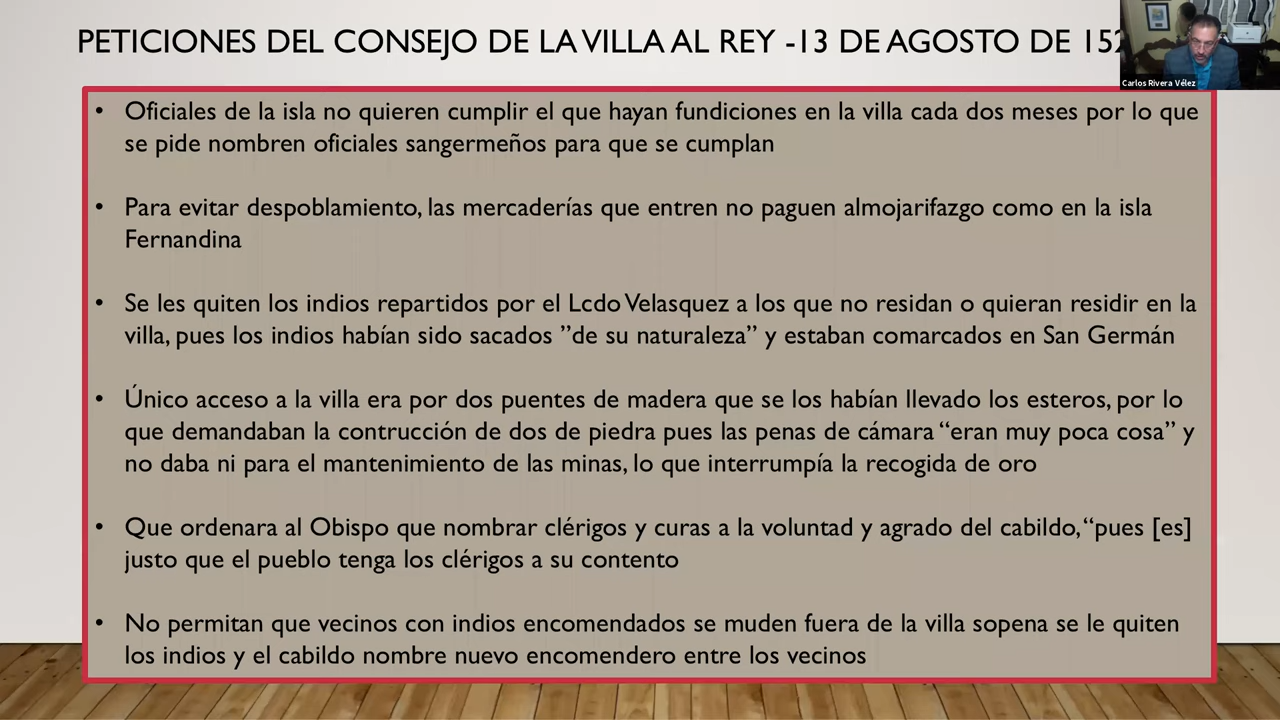 PETICIONES DEL CONSEJO DE LA VILLA AL REY -13 DE AGOSTO DE
Carlos Rivera Vélez
• Oficiales de la isla no quieren cumplir el que hayan fundiciones en la villa cada dos meses por lo que
se pide nombren oficiales sangermeños para que se cumplan
• Para evitar despoblamiento, las mercaderías que entren no paguen almojarifazgo como en la isla
Fernandina
• Se les quiten los indios repartidos por el Lcdo Velasquez a los que no residan o quieran residir en la
villa, pues los indios habían sido sacados ”de su naturaleza” y estaban comarcados en San Germán
• Único acceso a la villa era por dos puentes de madera que se los habían llevado los esteros, por lo
que demandaban la contrucción de dos de piedra pues las penas de cámara “eran muy poca cosa” y
no daba ni para el mantenimiento de las minas, lo que interrumpía la recogida de oro
• Que ordenara al Obispo que nombrar clérigos y curas a la voluntad y agrado del cabildo, “pues [es]
justo que el pueblo tenga los clérigos a su contento
• No permitan que vecinos con indios encomendados se muden fuera de la villa sopena se le quiten
los indios y el cabildo nombre nuevo encomendero entre los vecinos